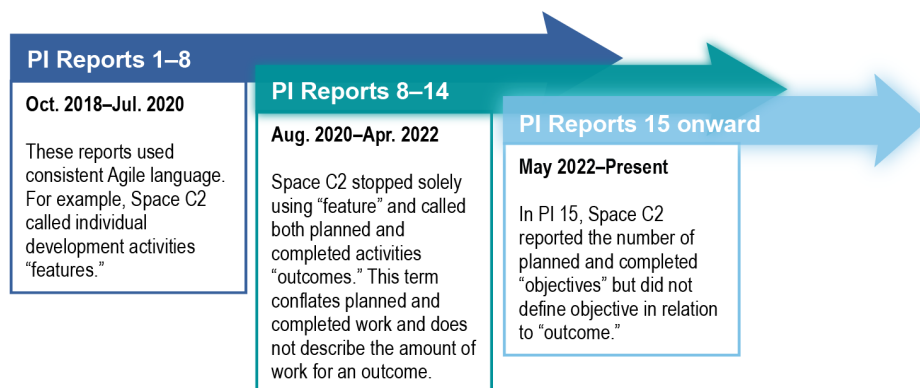 PI Reports 1–8
Oct. 2018–Jul. 2020
These reports used
consistent Agile language.
For example, Space C2
called individual
development activities
“features.”
PI Reports 8–14
Aug. 2020–Apr. 2022
Space C2 stopped solely
using “feature” and called
both planned and
completed activities
“outcomes.” This term
conflates planned and
completed work and does
not describe the amount of
work for an outcome.
PI Reports 15 onward
May 2022–Present
In PI 15, Space C2
reported the number of
planned and completed
“objectives” but did not
define objective in relation
to “outcome.”